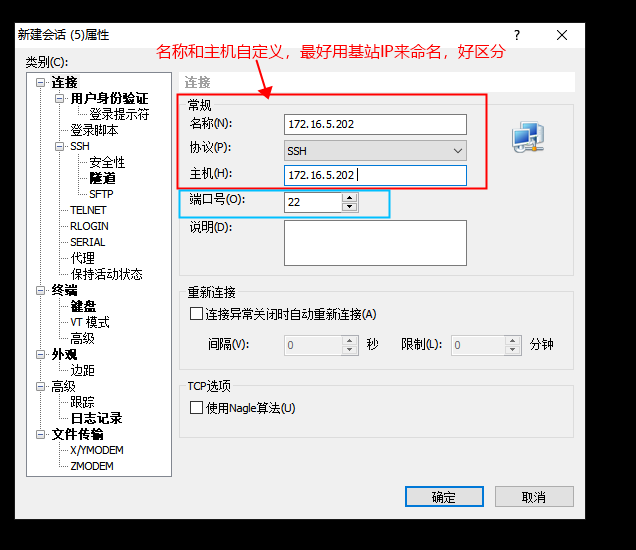 新建会话 (5)属性
?
名称和主机自定义，最好用基站IP来命名，好区分
类别(C):
连接
用户身份验证
登录提示符
登录脚本
SSH
安全性
隧道
SFTP
TELNET
RLOGIN
SERIAL
代理
保持活动状态
终端
键盘
VT 模式
高级
外观
边距
高级
跟踪
日志记录
文件传输
X/YMODEM
ZMODEM
连接
常规
名称(N): 172.16.5.202
协议(P): SSH
主机(H): 172.16.5.202
端口号(O): 22
说明(D):
重新连接
连接异常关闭时自动重新连接(A)
间隔(V): 0 秒 限制(L): 0 分钟
TCP选项
使用Nagle算法(U)
确定 取消